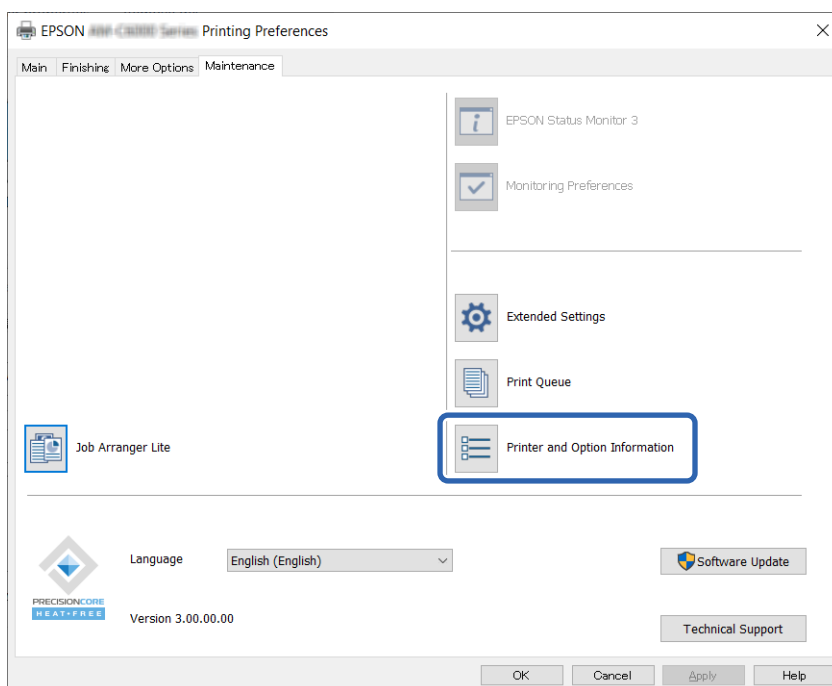 EPSON Printing Preferences
Main Finishing More Options Maintenance
EPSON Status Monitor 3
Monitoring Preferences
Extended Settings
Print Queue
Job Arranger Lite
Printer and Option Information
Language
English (English)
Software Update
PRECISIONCORE
HEAT-FREE
Version 3.00.00.00
Technical Support
OK Cancel Apply Help